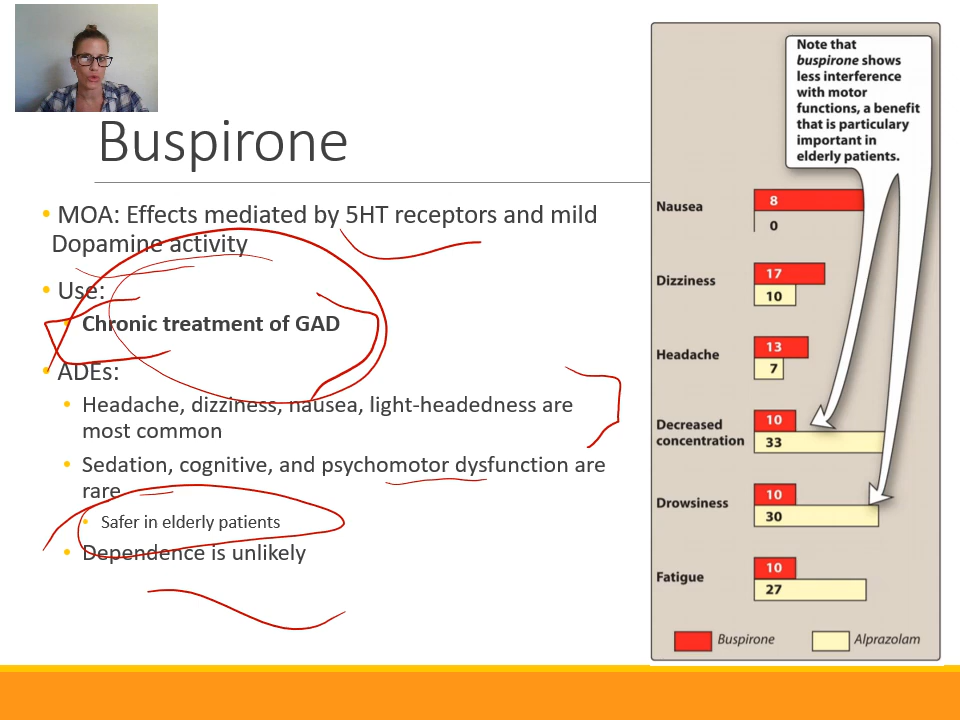 Buspirone
• MOA: Effects mediated by 5HT receptors and mild
Dopamine activity
• Use:
• Chronic treatment of GAD
• ADEs:
• Headache, dizziness, nausea, light-headedness are
most common
• Sedation, cognitive, and psychomotor dysfunction are
rare
• Safer in elderly patients
• Dependence is unlikely
Note that
buspirone shows
less interference
with motor
functions, a benefit
that is particulary
important in
elderly patients.
Nausea
8
0
Dizziness
17
10
Headache
13
7
Decreased
concentration
10
33
Drowsiness
10
30
Fatigue
10
27
Buspirone
Alprazolam